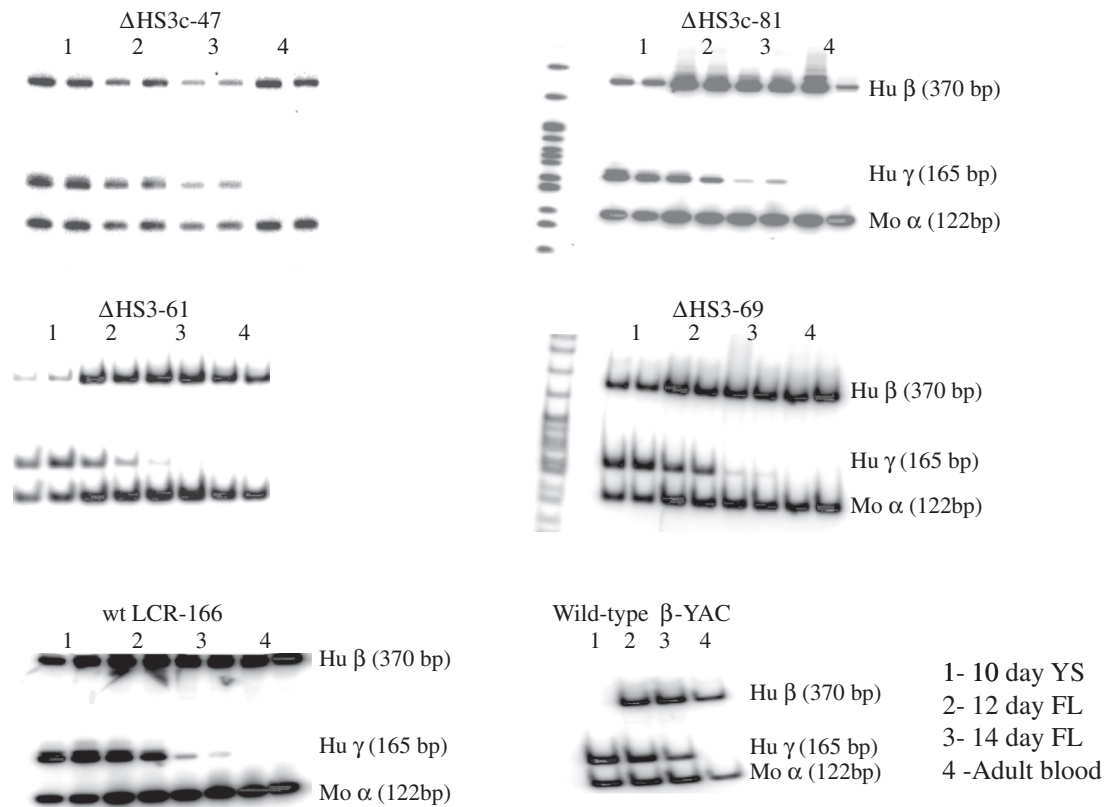 ΔHS3c-47
1 2 3 4
ΔHS3c-81
1 2 3 4
Hu β (370 bp)
Hu γ (165 bp)
Mo α (122bp)
ΔHS3-61
1 2 3 4
ΔHS3-69
1 2 3 4
Hu β (370 bp)
Hu γ (165 bp)
Mo α (122bp)
wt LCR-166
1 2 3 4
Hu β (370 bp)
Hu γ (165 bp)
Mo α (122bp)
Wild-type β-YAC
1 2 3 4
Hu β (370 bp)
Hu γ (165 bp)
Mo α (122bp)
1- 10 day YS
2- 12 day FL
3- 14 day FL
4 -Adult blood